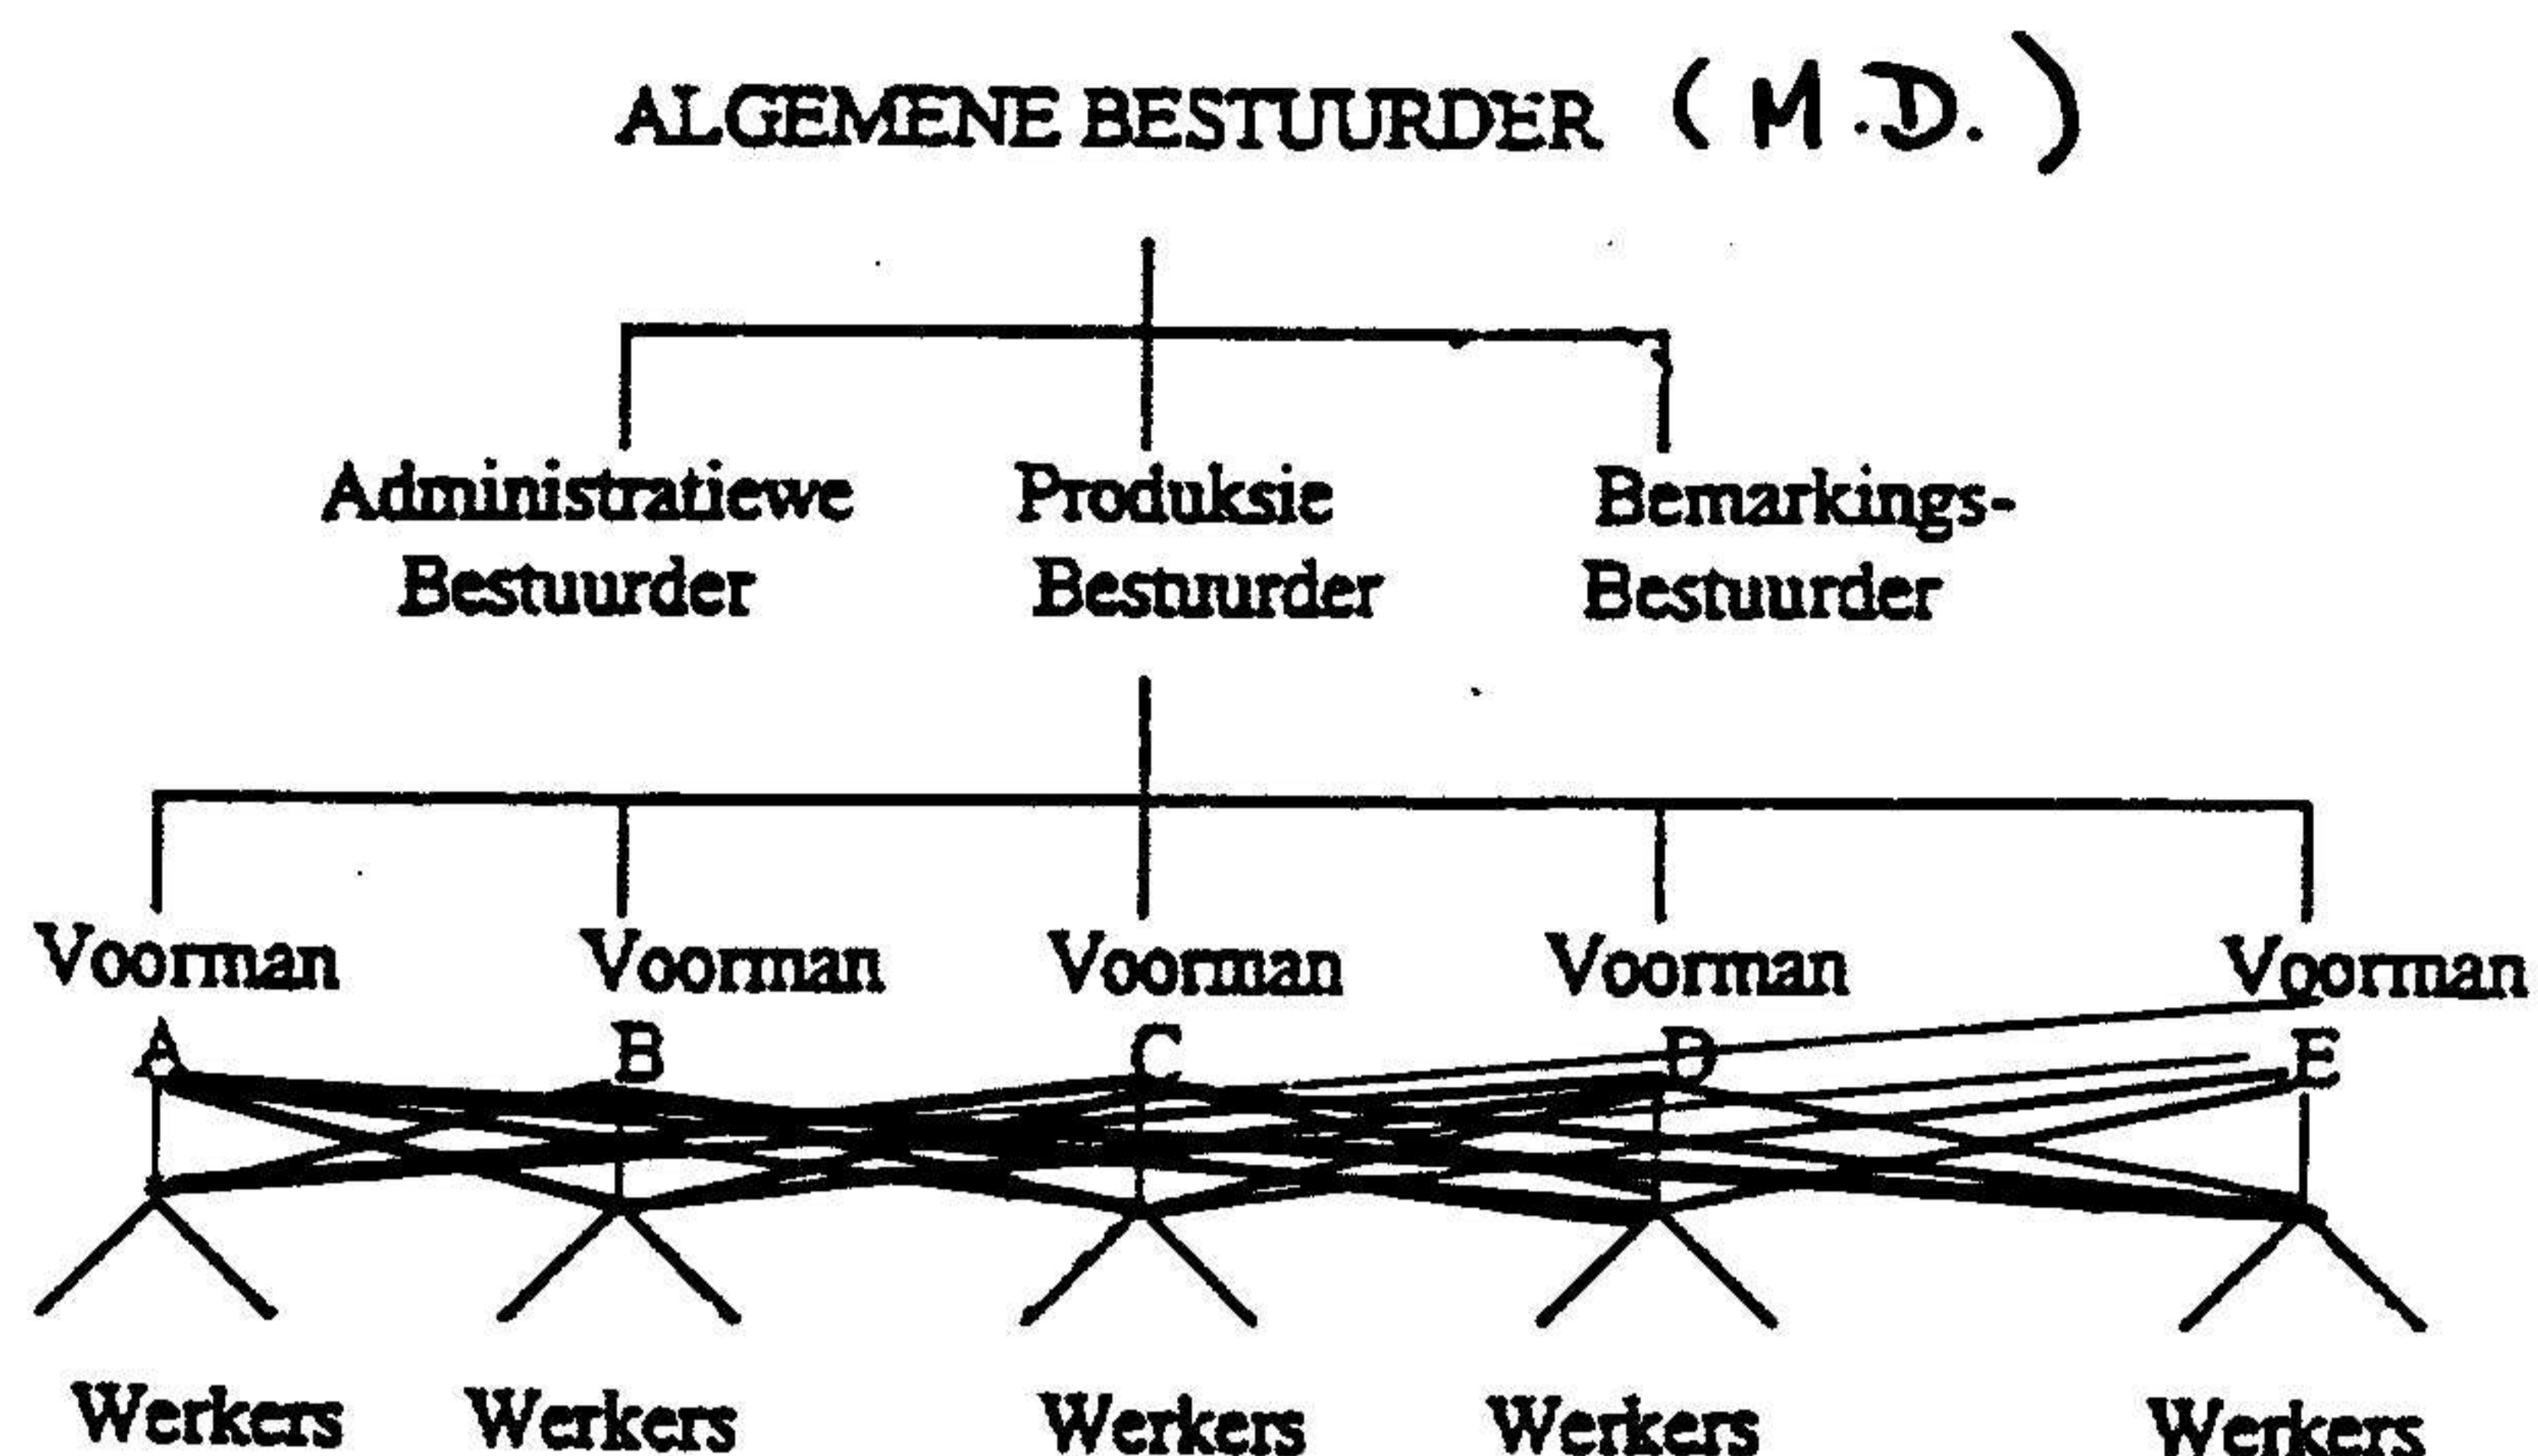 ALGEMENE BESTUURDER (M.D.)
Administratiewe Bestuurder
Produksie Bestuurder
Bemarkings-
Bestuurder
Voorman A
Voorman B
Voorman C
Voorman D
Voorman E
Werkers
Werkers
Werkers
Werkers
Werkers